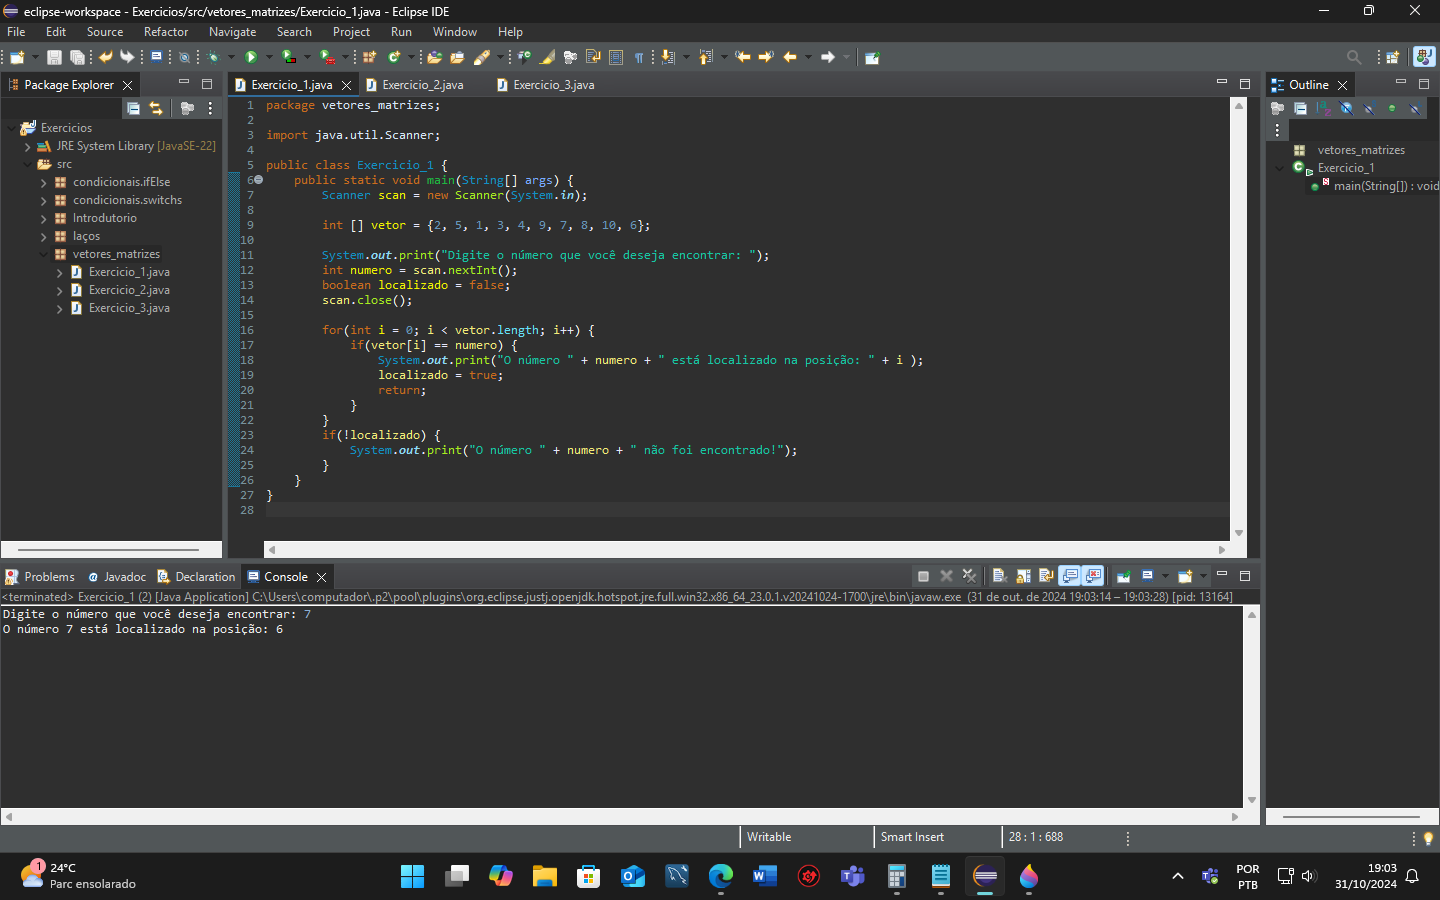 eclipse-workspace - Exercicios/src/vetores_matrizes/Exercicio_1.java - Eclipse IDE
File Edit Source Refactor Navigate Search Project Run Window Help
Package Explorer
Exercicios
JRE System Library [JavaSE-22]
src
condicionais.ifElse
condicionais.switchs
Introdutorio
laços
vetores_matrizes
Exercicio_1.java
Exercicio_2.java
Exercicio_3.java
Exercicio_1.java Exercicio_2.java Exercicio_3.java
1 package vetores_matrizes;
2
3 import java.util.Scanner;
4
5 public class Exercicio_1 {
6 public static void main(String[] args) {
7 Scanner scan = new Scanner(System.in);
8
9 int [] vetor = {2, 5, 1, 3, 4, 9, 7, 8, 10, 6};
10
11 System.out.print("Digite o número que você deseja encontrar: ");
12 int numero = scan.nextInt();
13 boolean localizado = false;
14 scan.close();
15
16 for(int i = 0; i < vetor.length; i++) {
17 if(vetor[i] == numero) {
18 System.out.print("O número " + numero + " está localizado na posição: " + i );
19 localizado = true;
20 return;
21 }
22 }
23 if(!localizado) {
24 System.out.print("O número " + numero + " não foi encontrado!");
25 }
26 }
27 }
28
Outline
vetores_matrizes
Exercicio_1
main(String[]) : void
Problems Javadoc Declaration Console
<terminated> Exercicio_1 (2) [Java Application] C:\Users\computador\.p2\pool\plugins\org.eclipse.justj.openjdk.hotspot.jre.full.win32.x86_64_23.0.1.v20241024-1700\jre\bin\javaw.exe (31 de out. de 2024 19:03:14 – 19:03:28) [pid: 13164]
Digite o número que você deseja encontrar: 7
O número 7 está localizado na posição: 6
Writable Smart Insert 28 : 1 : 688
1
24°C
Parc ensolarado
POR
PTB
19:03
31/10/2024